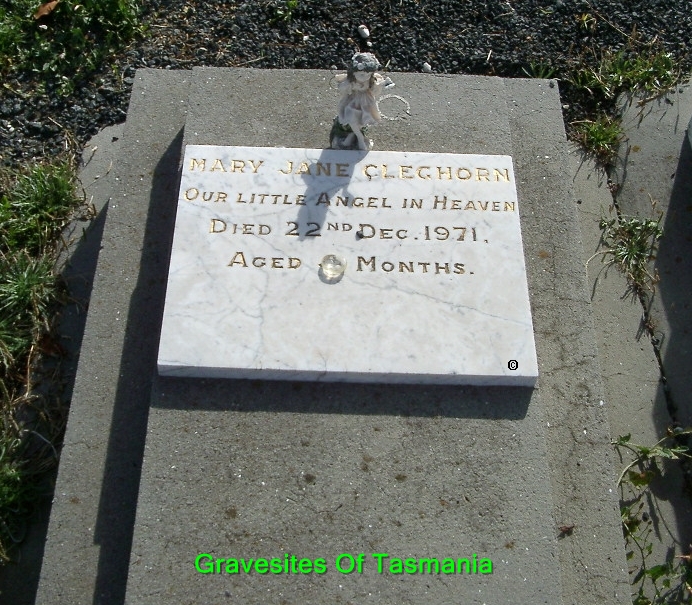 MARY JANE CLEGHORN
OUR LITTLE ANGEL IN HEAVEN
DIED 22ND DEC. 1971,
AGED MONTHS.
©
Gravesites Of Tasmania